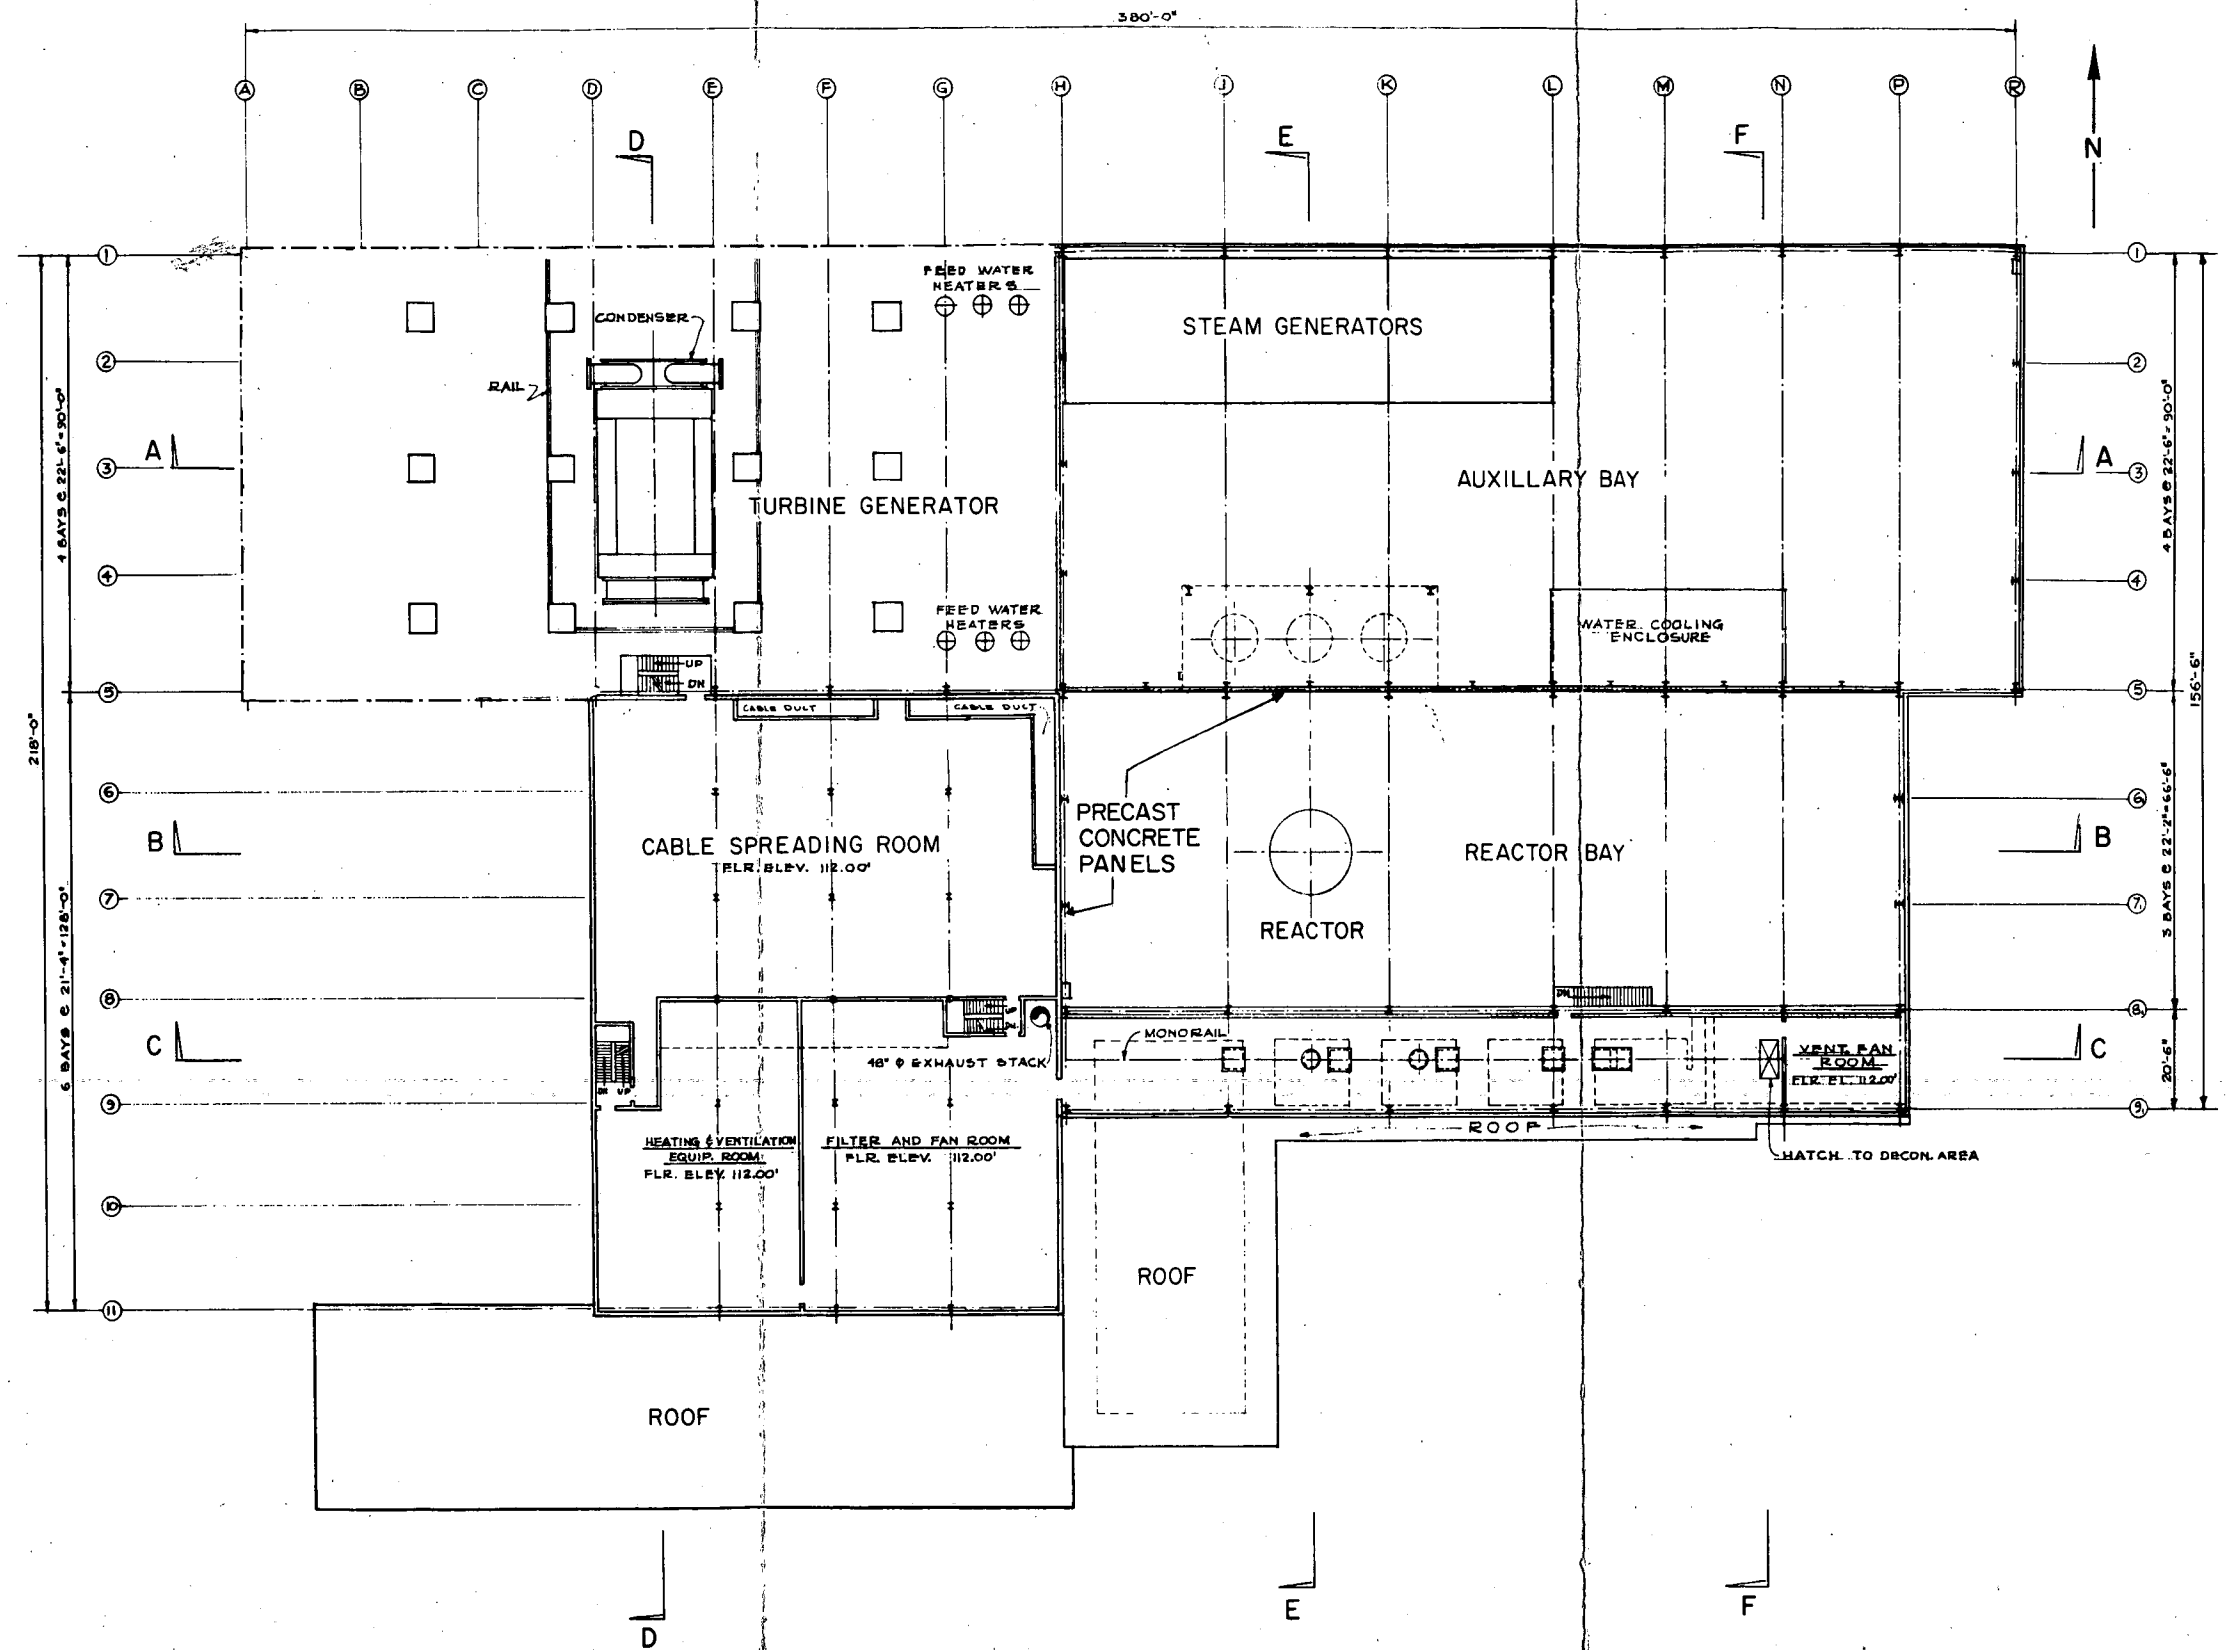 380'-0"
A B C D E F G H J K L M N P R
D E F
N
1 1
FEED WATER
HEATERS
CONDENSER
STEAM GENERATORS
2 2
RAIL
4 BAYS @ 22'-6" = 90'-0"
4 BAYS @ 22'-6" = 90'-0"
A A
3 3
AUXILLARY BAY
TURBINE GENERATOR
4 4
FEED WATER
HEATERS
WATER COOLING
ENCLOSURE
UP
DN
5 5
218'-0"
156'-6"
CABLE DUCT CABLE DUCT
6 6
PRECAST
CONCRETE
PANELS
B B
CABLE SPREADING ROOM
FLR. ELEV. 112.00'
REACTOR BAY
3 BAYS @ 22'-2" = 66'-6"
7 7
REACTOR
6 BAYS @ 21'-4" = 128'-0"
8 8
DN
UP
DN
MONORAIL
C C
48" Φ EXHAUST STACK
VENT. FAN
ROOM
FLR. EL. 112.00'
20'-6"
DN UP
9 9
ROOF
HEATING & VENTILATION
EQUIP. ROOM
FLR. ELEV. 112.00'
FILTER AND FAN ROOM
FLR. ELEV. 112.00'
HATCH TO DECON. AREA
10
ROOF
11
ROOF
D E F